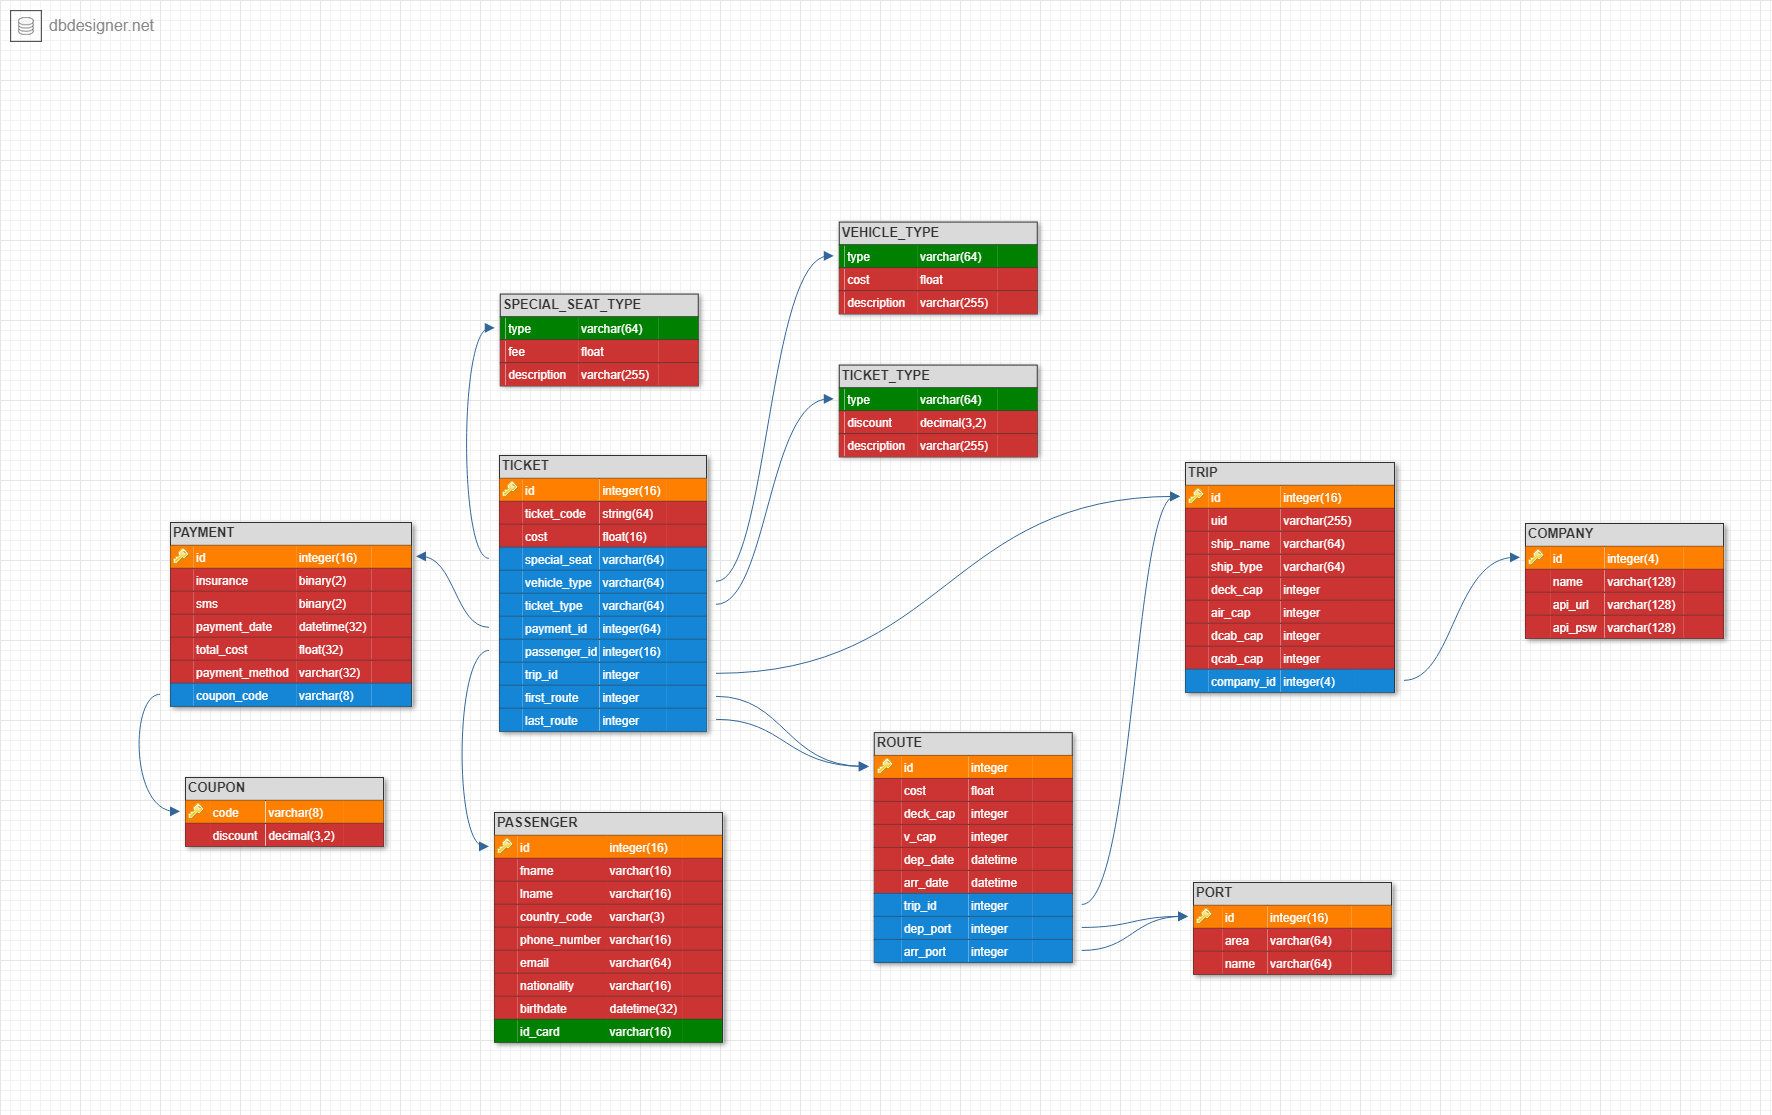 dbdesigner.net
VEHICLE_TYPE
type varchar(64)
cost float
description varchar(255)
SPECIAL_SEAT_TYPE
type varchar(64)
fee float
description varchar(255)
TICKET_TYPE
type varchar(64)
discount decimal(3,2)
description varchar(255)
TICKET
id integer(16)
ticket_code string(64)
cost float(16)
special_seat varchar(64)
vehicle_type varchar(64)
ticket_type varchar(64)
payment_id integer(64)
passenger_id integer(16)
trip_id integer
first_route integer
last_route integer
TRIP
id integer(16)
uid varchar(255)
ship_name varchar(64)
ship_type varchar(64)
deck_cap integer
air_cap integer
dcab_cap integer
qcab_cap integer
company_id integer(4)
COMPANY
id integer(4)
name varchar(128)
api_url varchar(128)
api_psw varchar(128)
PAYMENT
id integer(16)
insurance binary(2)
sms binary(2)
payment_date datetime(32)
total_cost float(32)
payment_method varchar(32)
coupon_code varchar(8)
COUPON
code varchar(8)
discount decimal(3,2)
PASSENGER
id integer(16)
fname varchar(16)
lname varchar(16)
country_code varchar(3)
phone_number varchar(16)
email varchar(64)
nationality varchar(16)
birthdate datetime(32)
id_card varchar(16)
ROUTE
id integer
cost float
deck_cap integer
v_cap integer
dep_date datetime
arr_date datetime
trip_id integer
dep_port integer
arr_port integer
PORT
id integer(16)
area varchar(64)
name varchar(64)